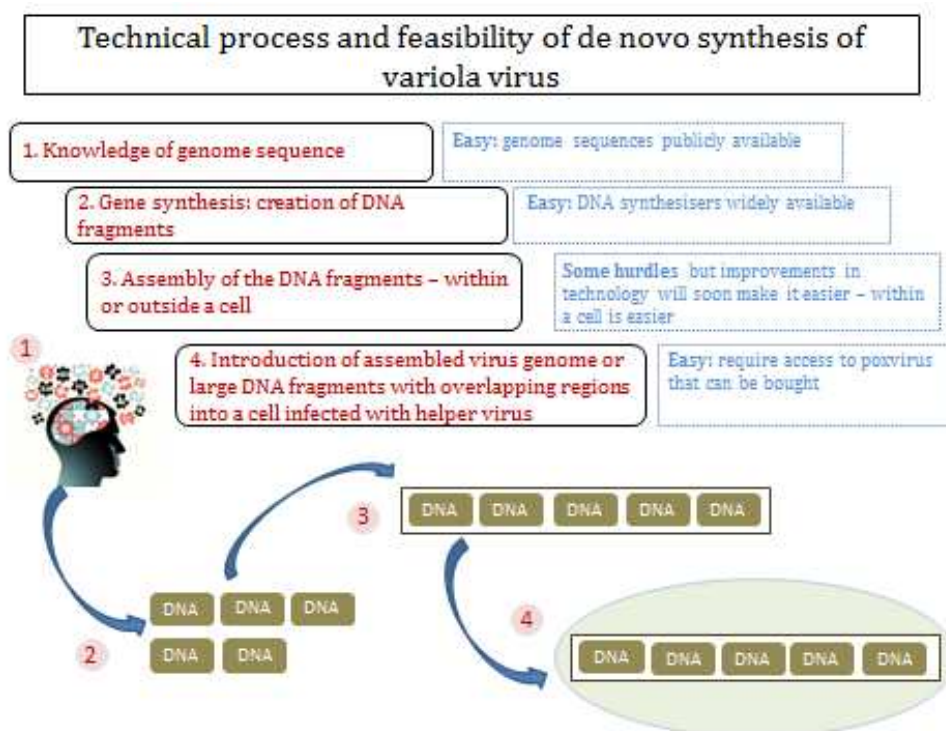 Technical process and feasibility of de novo synthesis of
variola virus
1. Knowledge of genome sequence
Easy: genome sequences publicly available
2. Gene synthesis: creation of DNA
fragments
Easy: DNA synthesisers widely available
3. Assembly of the DNA fragments – within
or outside a cell
Some hurdles but improvements in
technology will soon make it easier – within
a cell is easier
4. Introduction of assembled virus genome or
large DNA fragments with overlapping regions
into a cell infected with helper virus
Easy: require access to poxvirus
that can be bought
1
3
DNA DNA DNA DNA DNA
2
DNA DNA DNA
DNA DNA
4
DNA DNA DNA DNA DNA